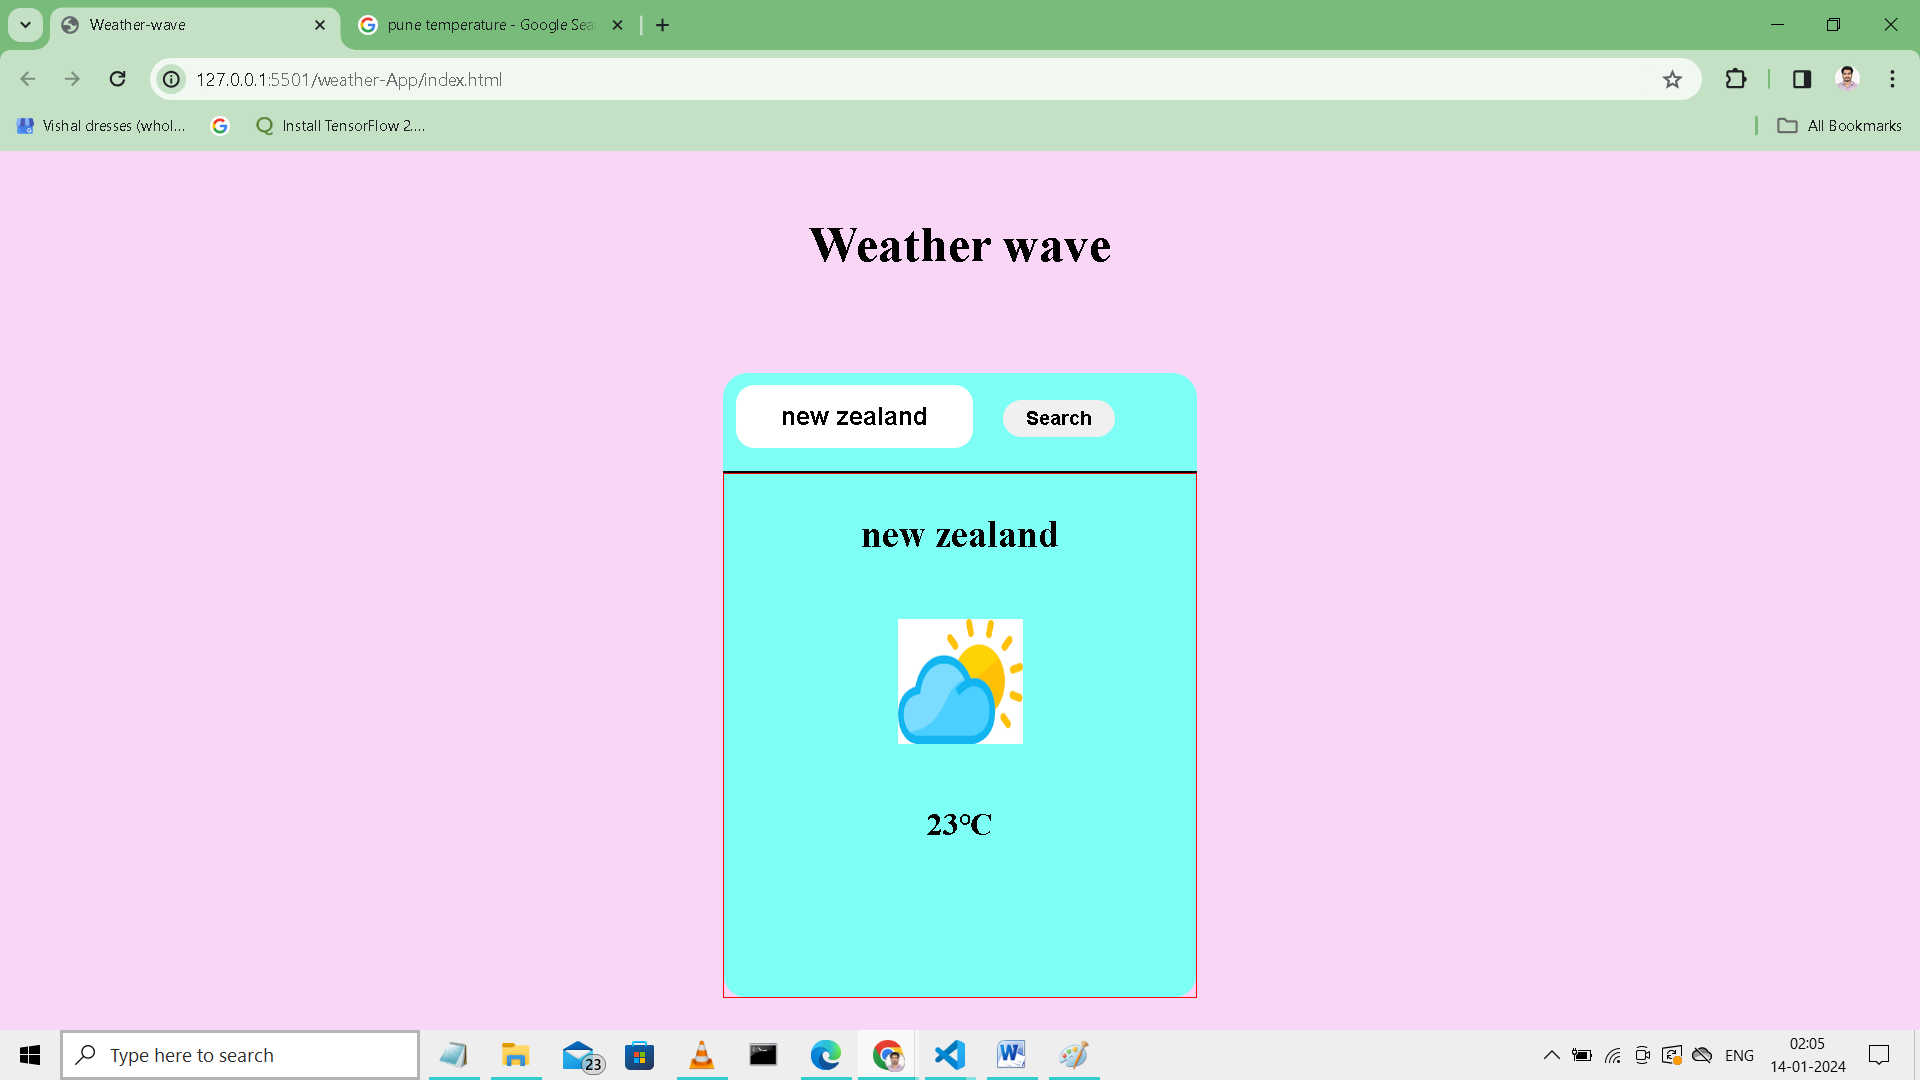 Weather-wave
pune temperature - Google Sea
127.0.0.1:5501/weather-App/index.html
Vishal dresses (whol...
Install TensorFlow 2....
All Bookmarks
Weather wave
new zealand
Search
new zealand
23°C
Type here to search
23
ENG
02:05
14-01-2024